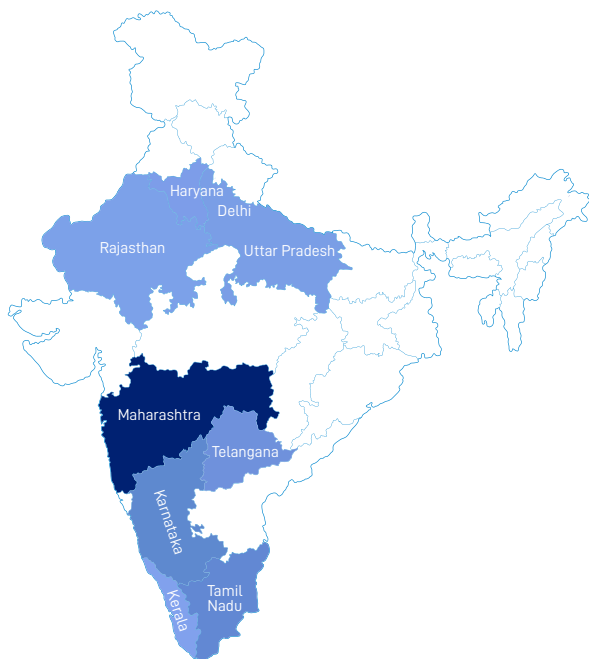 Haryana
Delhi
Rajasthan
Uttar Pradesh
Maharashtra
Telangana
Karnataka
Tamil
Nadu
Kerala